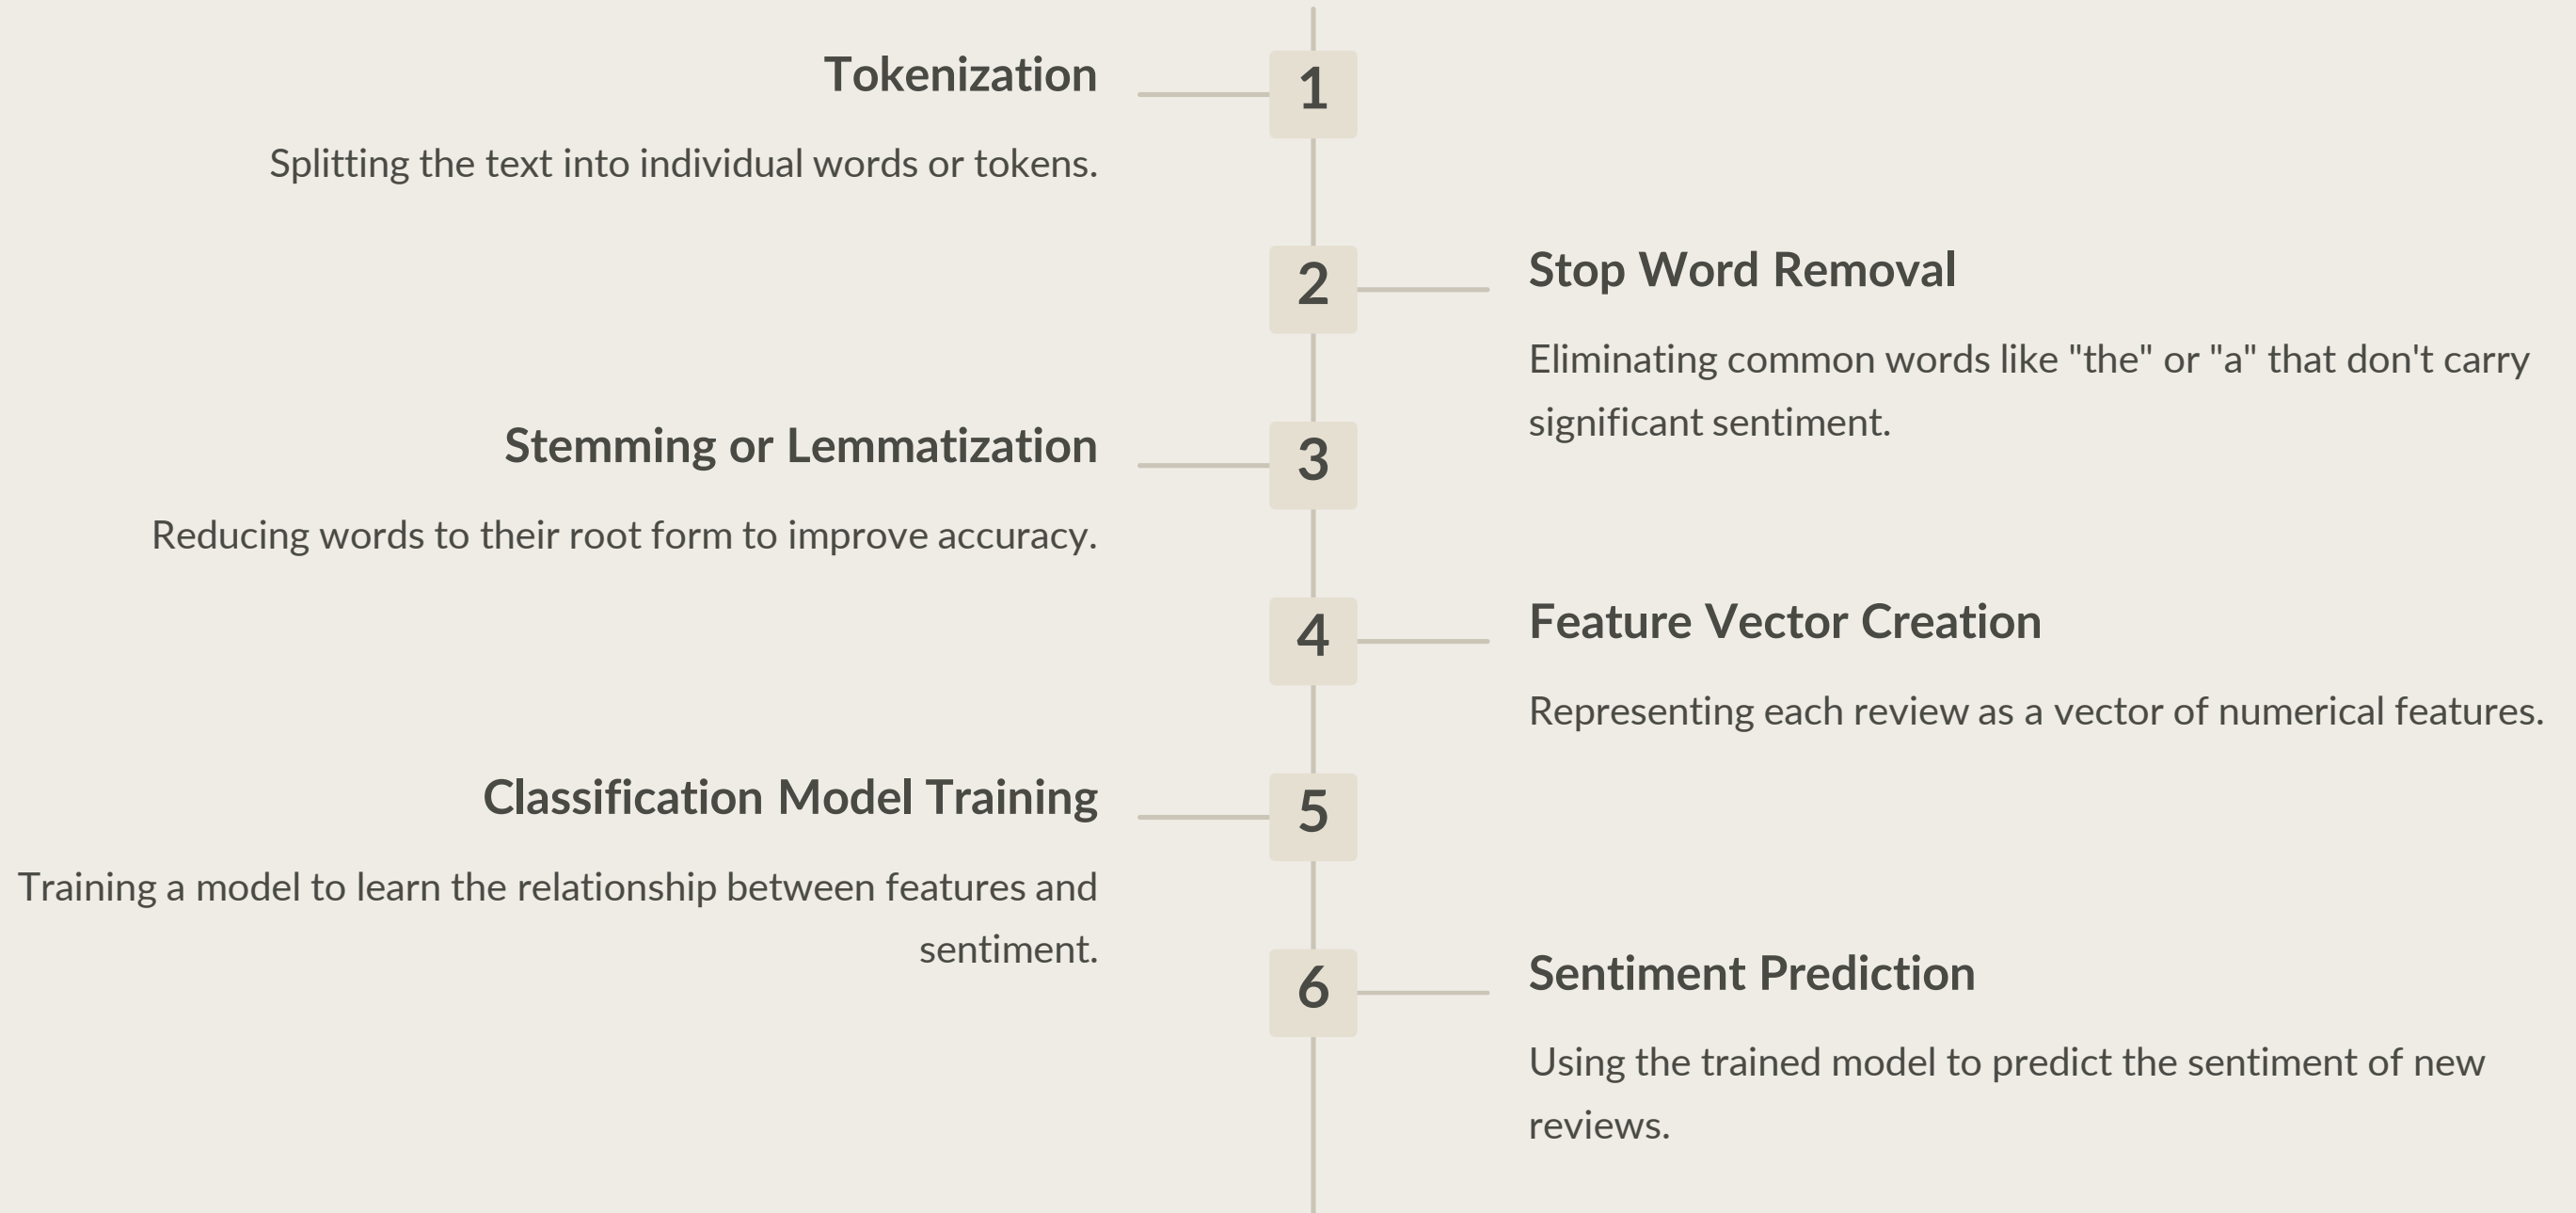 1
Tokenization
Splitting the text into individual words or tokens.
2
Stop Word Removal
Eliminating common words like "the" or "a" that don't carry
significant sentiment.
3
Stemming or Lemmatization
Reducing words to their root form to improve accuracy.
4
Feature Vector Creation
Representing each review as a vector of numerical features.
5
Classification Model Training
Training a model to learn the relationship between features and
sentiment.
6
Sentiment Prediction
Using the trained model to predict the sentiment of new
reviews.